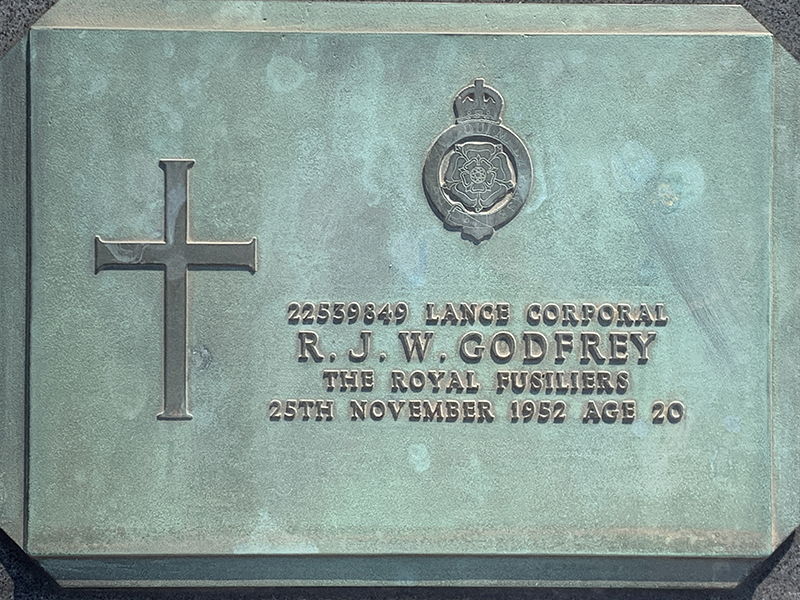 22539849 LANCE CORPORAL
R. J. W. GODFREY
THE ROYAL FUSILIERS
25TH NOVEMBER 1952 AGE 20